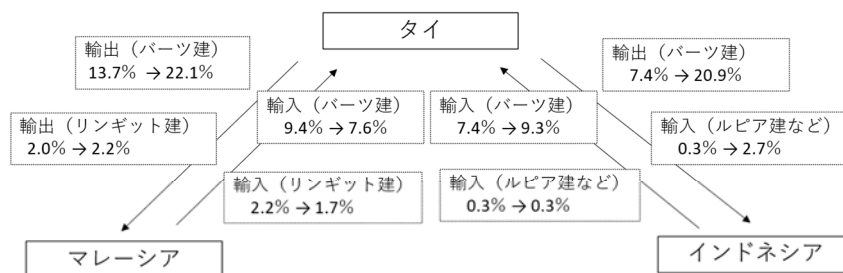 タイ
輸出（バーツ建）
13.7% → 22.1%
輸出（バーツ建）
7.4% → 20.9%
輸入（バーツ建）
9.4% → 7.6%
輸入（バーツ建）
7.4% → 9.3%
輸出（リンギット建）
2.0% → 2.2%
輸入（ルピア建など）
0.3% → 2.7%
輸入（リンギット建）
2.2% → 1.7%
輸入（ルピア建など）
0.3% → 0.3%
マレーシア
インドネシア